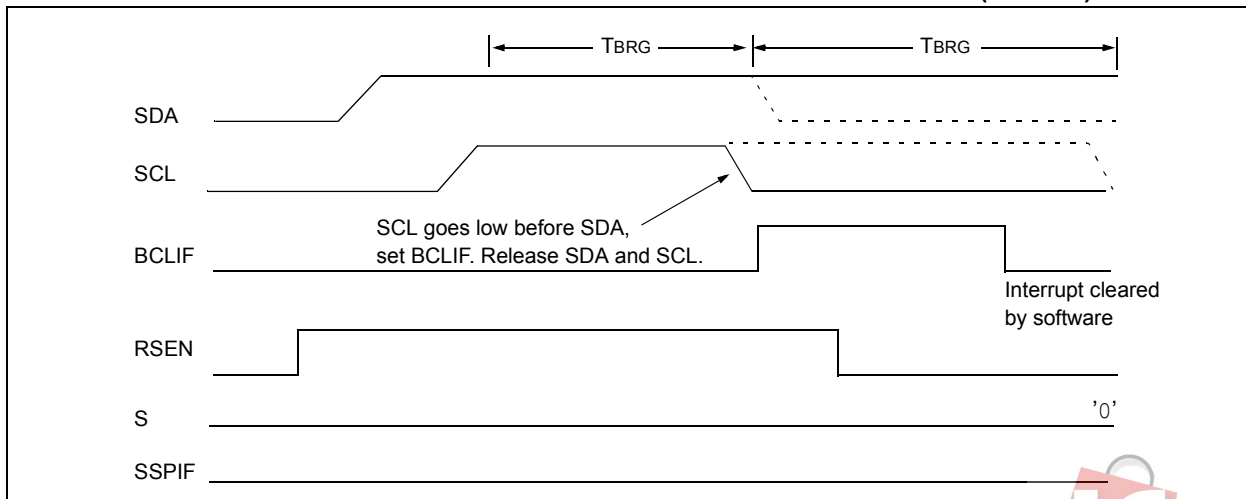 TBRG TBRG
SDA
SCL
SCL goes low before SDA,
set BCLIF. Release SDA and SCL.
BCLIF
Interrupt cleared
by software
RSEN
S '0'
SSPIF